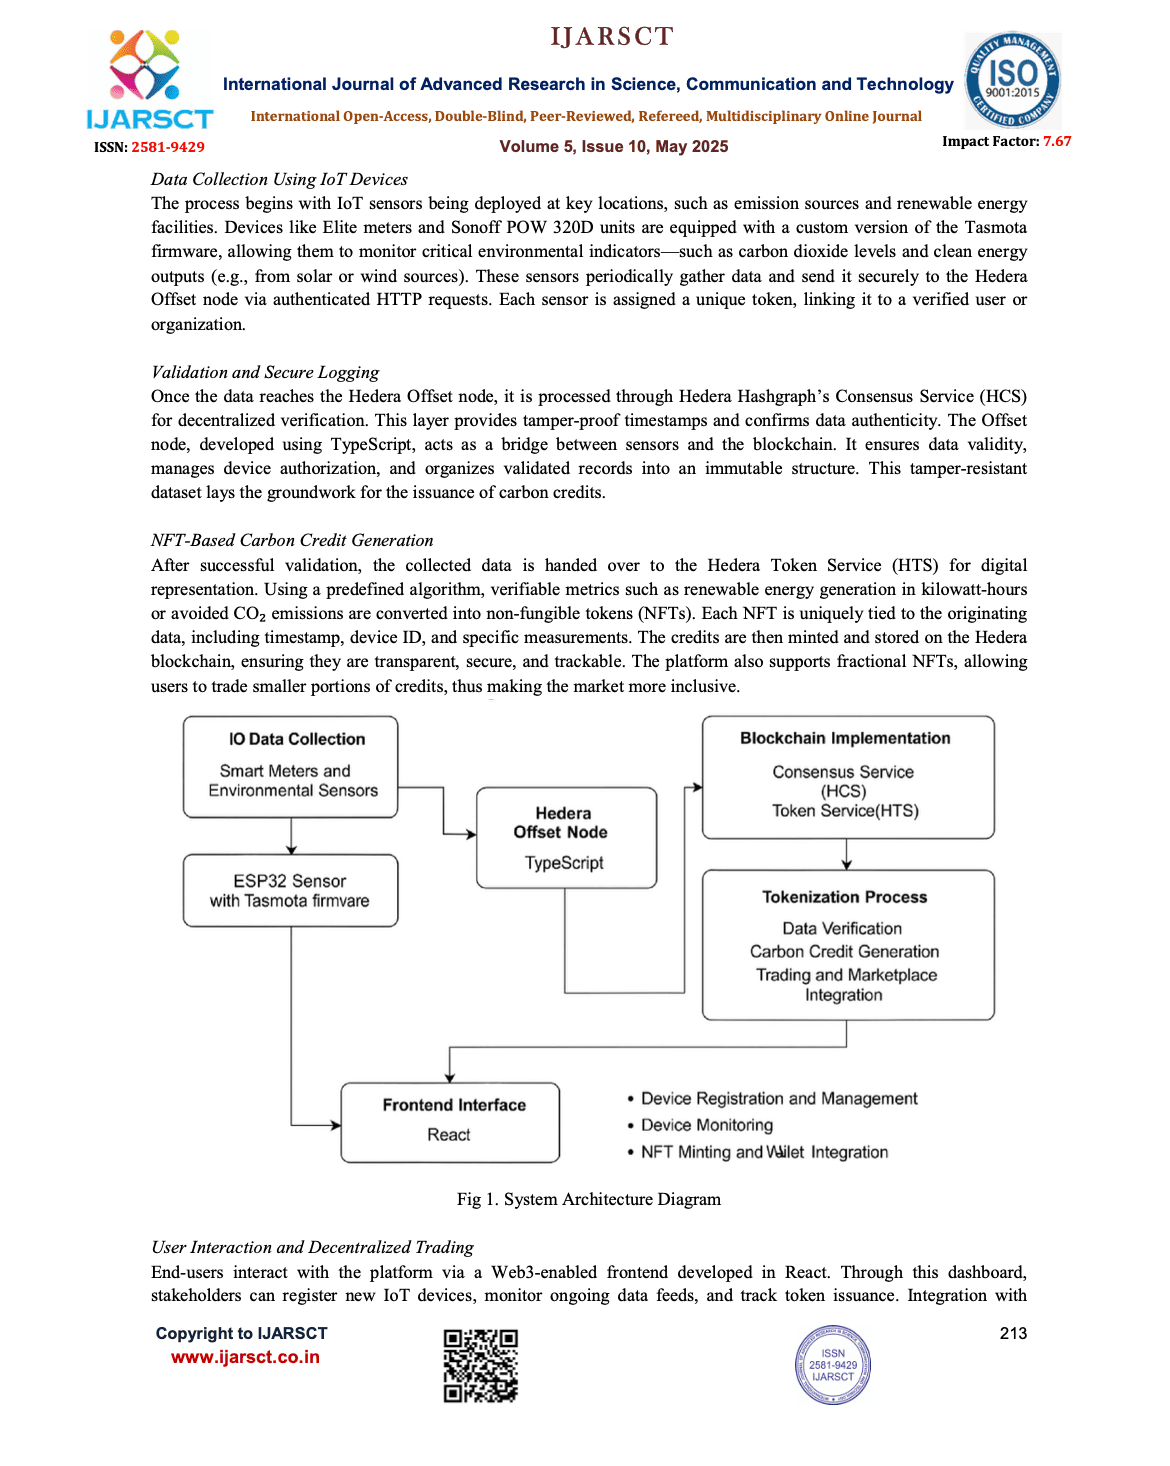 IJARSCT
International Journal of Advanced Research in Science, Communication and Technology
International Open-Access, Double-Blind, Peer-Reviewed, Refereed, Multidisciplinary Online Journal
IJARSCT
ISSN: 2581-9429
Volume 5, Issue 10, May 2025
QUALITY MANAGEMENT
ISO
9001:2015
CERTIFIED COMPANY
Impact Factor: 7.67
Data Collection Using IoT Devices
The process begins with IoT sensors being deployed at key locations, such as emission sources and renewable energy
facilities. Devices like Elite meters and Sonoff POW 320D units are equipped with a custom version of the Tasmota
firmware, allowing them to monitor critical environmental indicators—such as carbon dioxide levels and clean energy
outputs (e.g., from solar or wind sources). These sensors periodically gather data and send it securely to the Hedera
Offset node via authenticated HTTP requests. Each sensor is assigned a unique token, linking it to a verified user or
organization.
Validation and Secure Logging
Once the data reaches the Hedera Offset node, it is processed through Hedera Hashgraph’s Consensus Service (HCS)
for decentralized verification. This layer provides tamper-proof timestamps and confirms data authenticity. The Offset
node, developed using TypeScript, acts as a bridge between sensors and the blockchain. It ensures data validity,
manages device authorization, and organizes validated records into an immutable structure. This tamper-resistant
dataset lays the groundwork for the issuance of carbon credits.
NFT-Based Carbon Credit Generation
After successful validation, the collected data is handed over to the Hedera Token Service (HTS) for digital
representation. Using a predefined algorithm, verifiable metrics such as renewable energy generation in kilowatt-hours
or avoided CO₂ emissions are converted into non-fungible tokens (NFTs). Each NFT is uniquely tied to the originating
data, including timestamp, device ID, and specific measurements. The credits are then minted and stored on the Hedera
blockchain, ensuring they are transparent, secure, and trackable. The platform also supports fractional NFTs, allowing
users to trade smaller portions of credits, thus making the market more inclusive.
IO Data Collection
Smart Meters and
Environmental Sensors
ESP32 Sensor
with Tasmota firmvare
Hedera
Offset Node
TypeScript
Blockchain Implementation
Consensus Service
(HCS)
Token Service(HTS)
Tokenization Process
Data Verification
Carbon Credit Generation
Trading and Marketplace
Integration
Frontend Interface
React
• Device Registration and Management
• Device Monitoring
• NFT Minting and Wailet Integration
Fig 1. System Architecture Diagram
User Interaction and Decentralized Trading
End-users interact with the platform via a Web3-enabled frontend developed in React. Through this dashboard,
stakeholders can register new IoT devices, monitor ongoing data feeds, and track token issuance. Integration with
Copyright to IJARSCT
www.ijarsct.co.in
ISSN
2581-9429
IJARSCT
213